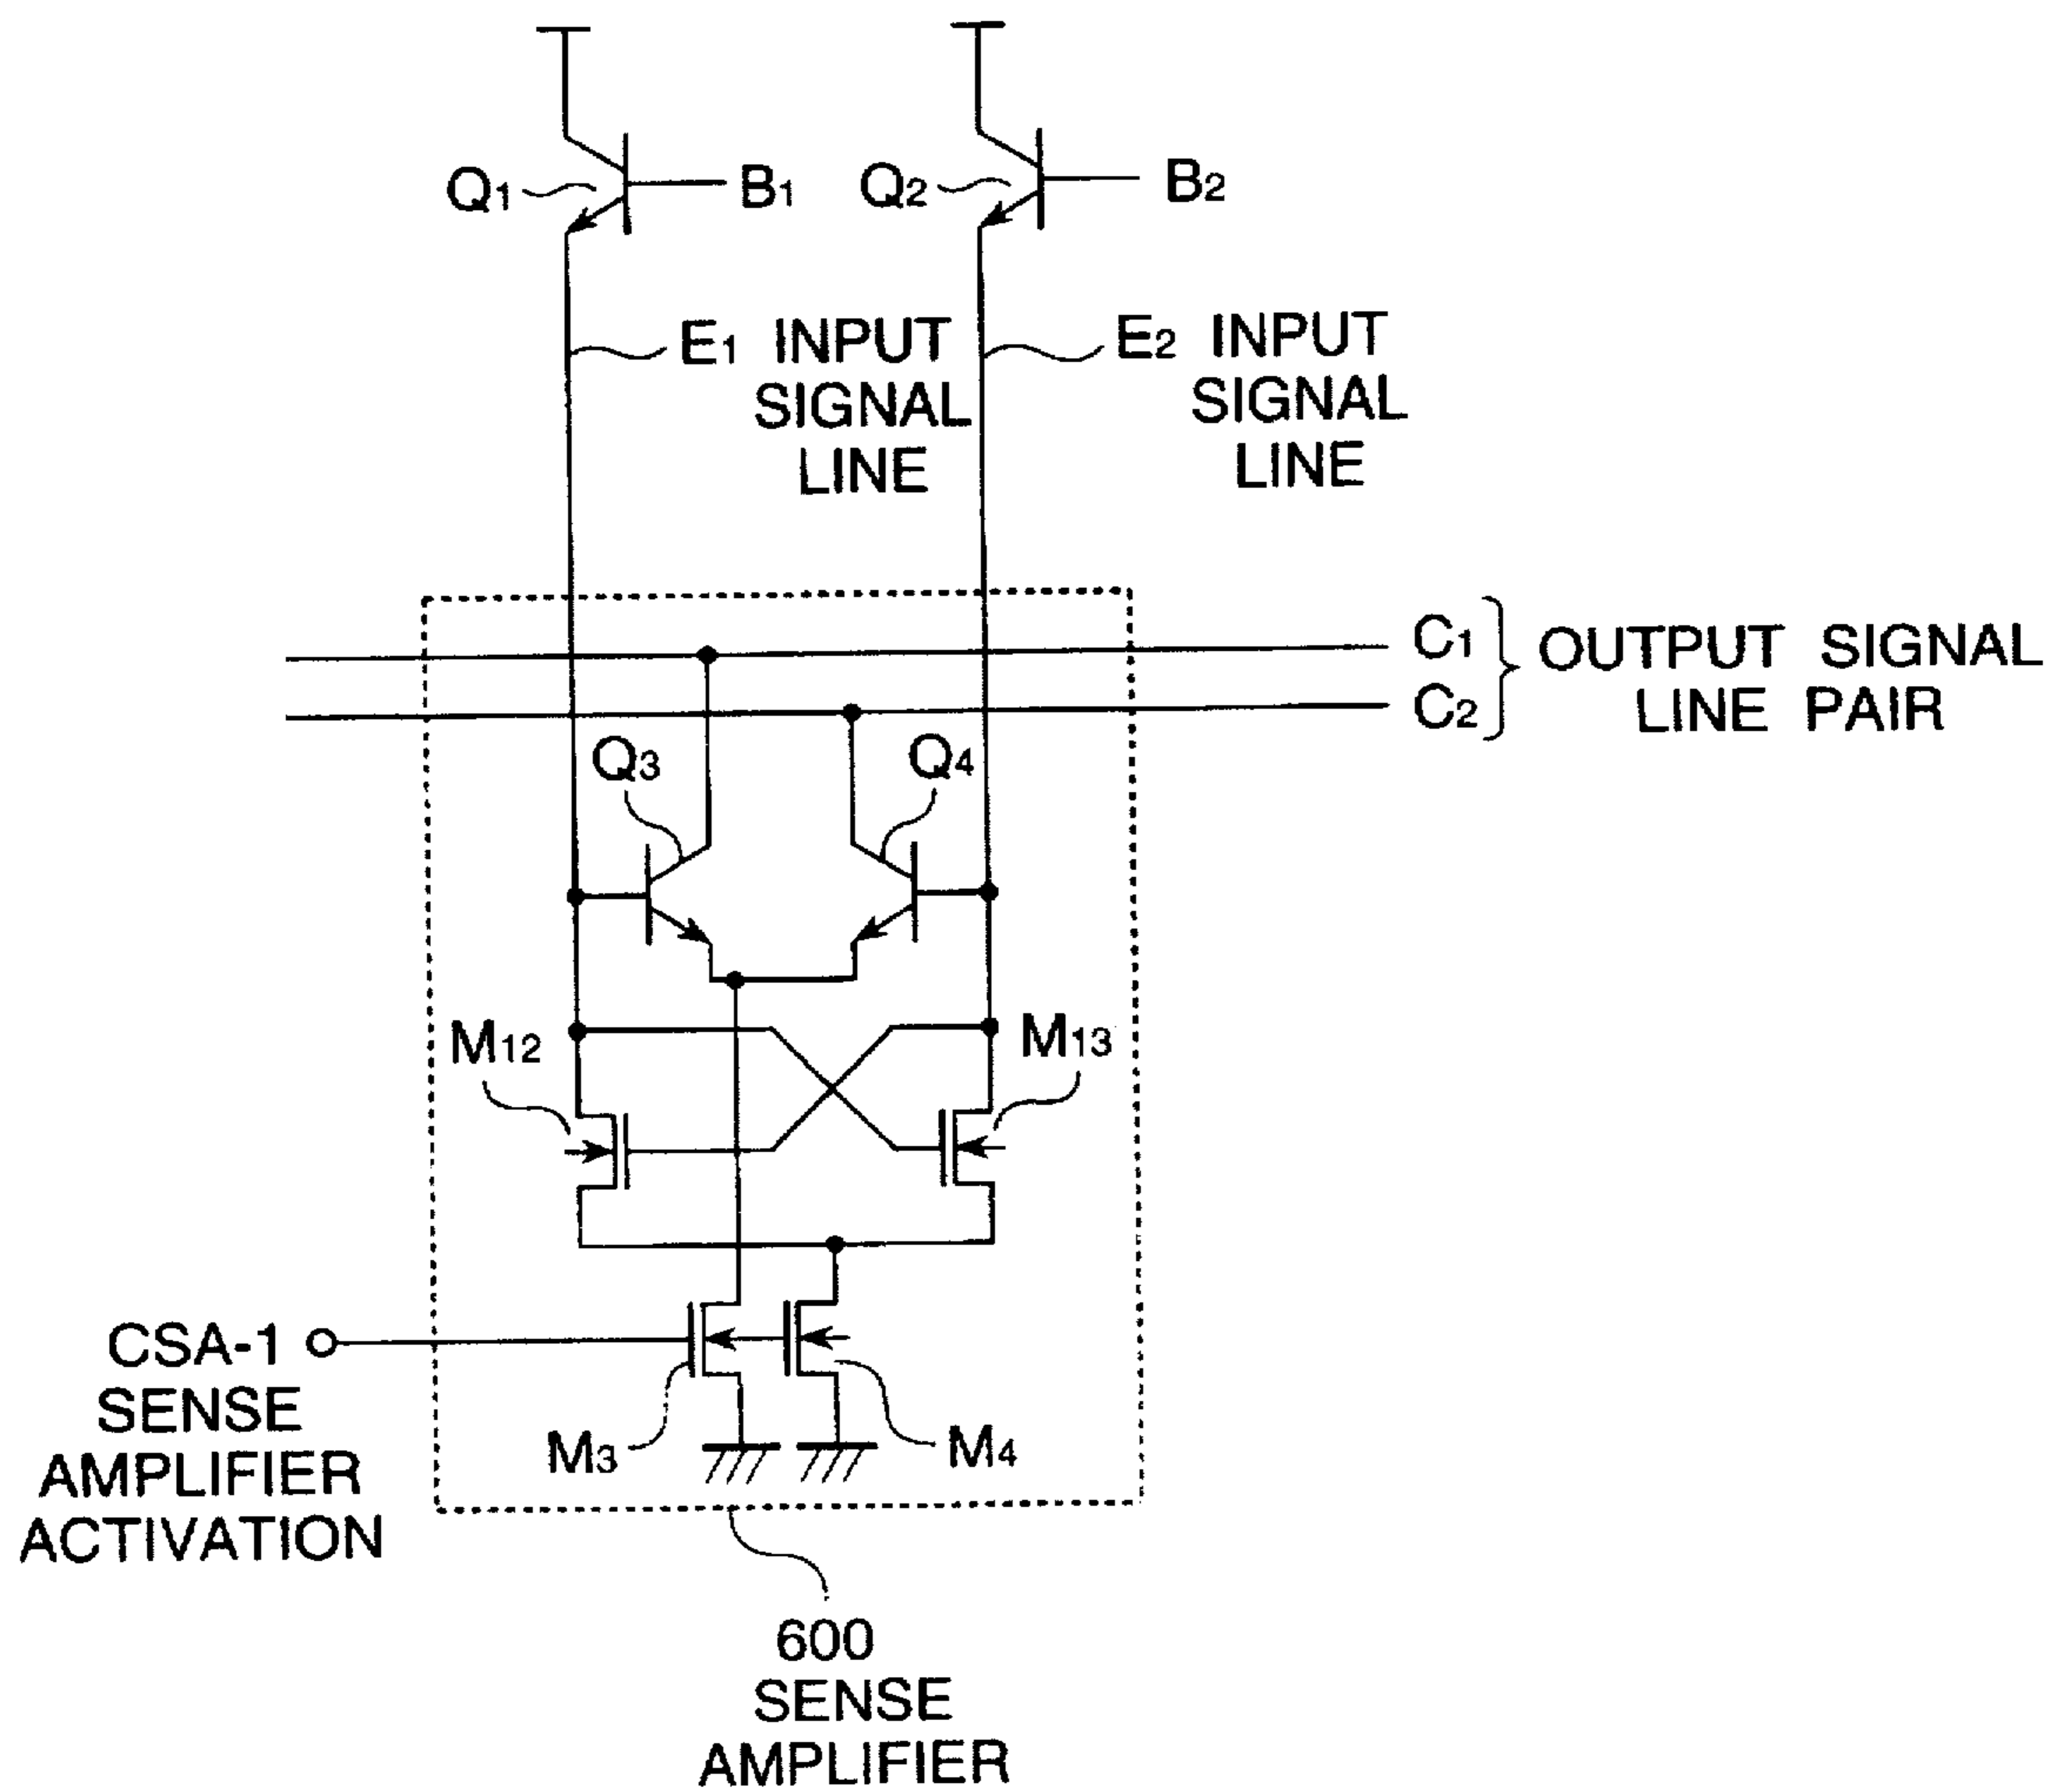 Q1
B1
Q2
B2
E1 INPUT
SIGNAL
LINE
E2 INPUT
SIGNAL
LINE
C1
C2
OUTPUT SIGNAL
LINE PAIR
Q3
Q4
M12
M13
CSA-1
SENSE
AMPLIFIER
ACTIVATION
M3
M4
600
SENSE
AMPLIFIER